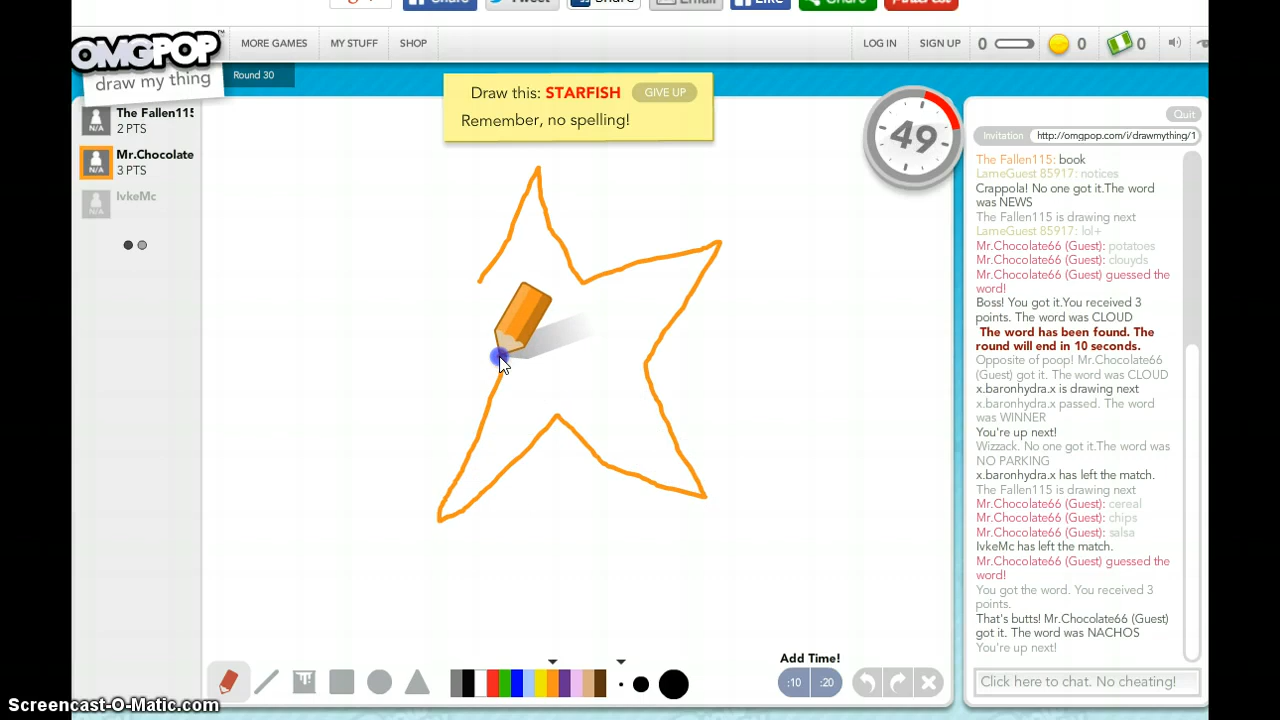 Share
Tweet
Share
Email
Like
Share
Pinterest
OMGPOP
draw my thing
MORE GAMES
MY STUFF
SHOP
LOG IN
SIGN UP
0
0
0
Round 30
Draw this: STARFISH
GIVE UP
Remember, no spelling!
49
The Fallen115
2 PTS
N/A
Mr.Chocolate
3 PTS
N/A
IvkeMc
N/A
Quit
Invitation
http://omgpop.com/i/drawmything/1
The Fallen115: book
LameGuest 85917: notices
Crappola! No one got it.The word
was NEWS
The Fallen115 is drawing next
LameGuest 85917: lol+
Mr.Chocolate66 (Guest): potatoes
Mr.Chocolate66 (Guest): clouyds
Mr.Chocolate66 (Guest) guessed the
word!
Boss! You got it.You received 3
points. The word was CLOUD
The word has been found. The
round will end in 10 seconds.
Opposite of poop! Mr.Chocolate66
(Guest) got it. The word was CLOUD
x.baronhydra.x is drawing next
x.baronhydra.x passed. The word
was WINNER
You're up next!
Wizzack. No one got it.The word was
NO PARKING
x.baronhydra.x has left the match.
The Fallen115 is drawing next
Mr.Chocolate66 (Guest): cereal
Mr.Chocolate66 (Guest): chips
Mr.Chocolate66 (Guest): salsa
IvkeMc has left the match.
Mr.Chocolate66 (Guest) guessed the
word!
You got the word. You received 3
points.
That's butts! Mr.Chocolate66 (Guest)
got it. The word was NACHOS
You're up next!
Click here to chat. No cheating!
Add Time!
:10
:20
Screencast-O-Matic.com